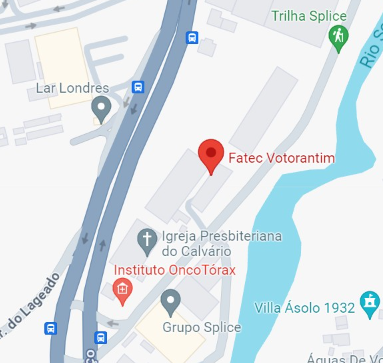 Trilha Splice
Rio S
Lar Londres
Fatec Votorantim
Igreja Presbiteriana
do Calvário
Instituto OncoTórax
r. do Lageado
Villa Ásolo 1932
Grupo Splice
ço
Águas De Vo